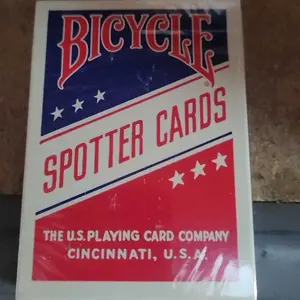 BICYCLE
SPOTTER CARDS
THE U.S. PLAYING CARD COMPANY
CINCINNATI, U.S.A.